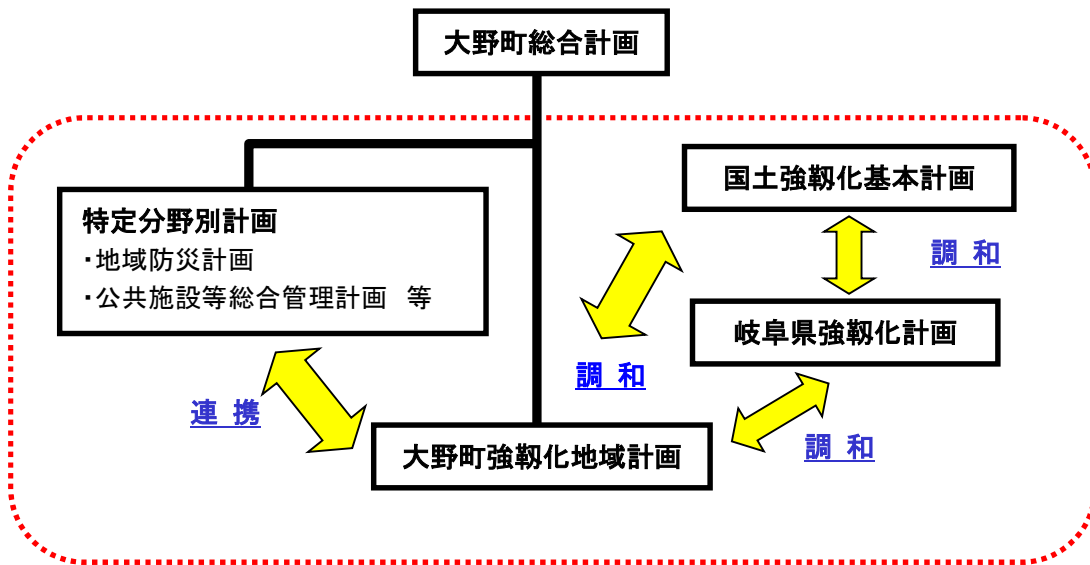 大野町総合計画
国土強靱化基本計画
特定分野別計画
・地域防災計画
・公共施設等総合管理計画　等
調 和
岐阜県強靱化計画
調 和
連 携
調 和
大野町強靱化地域計画